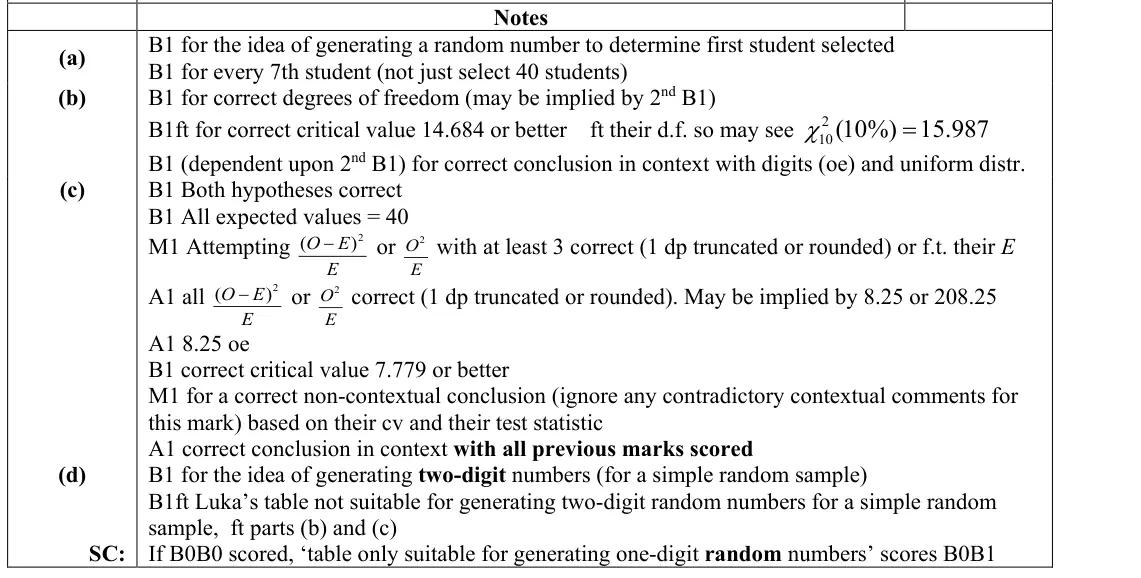 Notes
(a) B1 for the idea of generating a random number to determine first student selected
B1 for every 7th student (not just select 40 students)
(b) B1 for correct degrees of freedom (may be implied by 2nd B1)
B1ft for correct critical value 14.684 or better ft their d.f. so may see χ²₁₀(10%) = 15.987
B1 (dependent upon 2nd B1) for correct conclusion in context with digits (oe) and uniform distr.
(c) B1 Both hypotheses correct
B1 All expected values = 40
M1 Attempting (O – E)²/E or O²/E with at least 3 correct (1 dp truncated or rounded) or f.t. their E
A1 all (O – E)²/E or O²/E correct (1 dp truncated or rounded). May be implied by 8.25 or 208.25
A1 8.25 oe
B1 correct critical value 7.779 or better
M1 for a correct non-contextual conclusion (ignore any contradictory contextual comments for
this mark) based on their cv and their test statistic
A1 correct conclusion in context with all previous marks scored
(d) B1 for the idea of generating two-digit numbers (for a simple random sample)
B1ft Luka’s table not suitable for generating two-digit random numbers for a simple random
sample, ft parts (b) and (c)
SC: If B0B0 scored, ‘table only suitable for generating one-digit random numbers’ scores B0B1